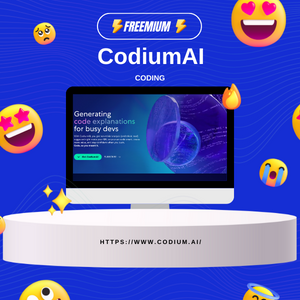 FREEMIUM
CodiumAI
CODING
Generating
code explanations
for busy devs
HTTPS://WWW.CODIUM.AI/